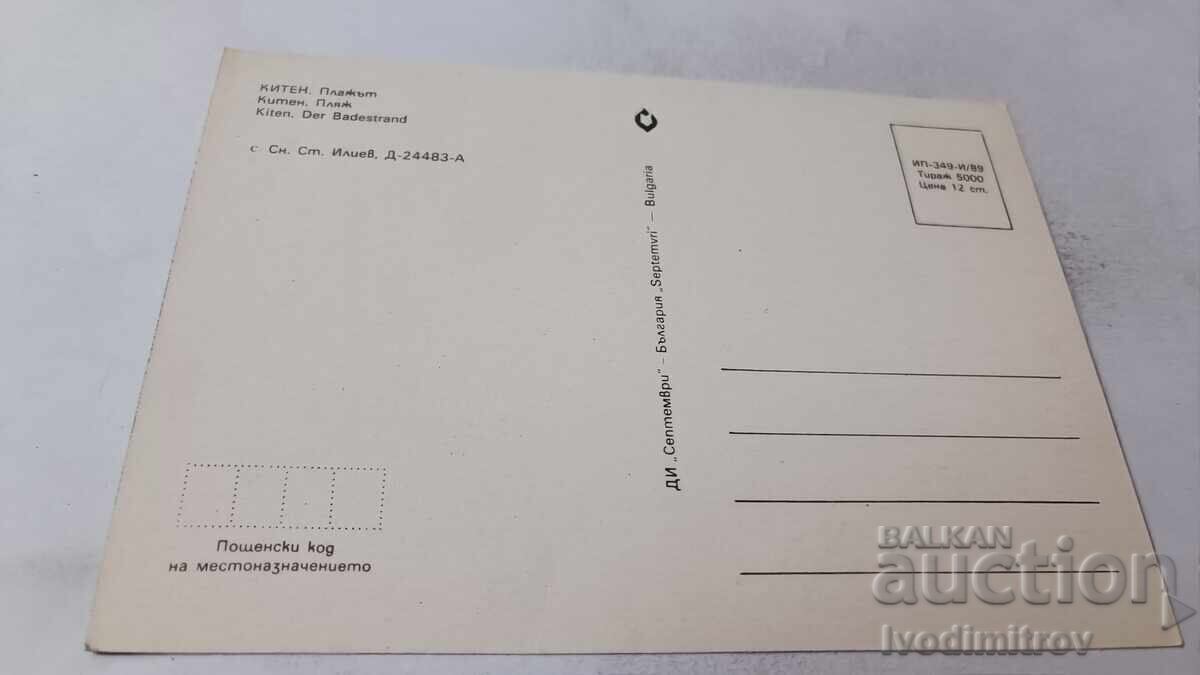 КИТЕН. Плажът
Китен. Пляж
Kiten. Der Badestrand
с Сн. Ст. Илиев, Д-24483-А
ДИ „Септември" – България „Septemvri" – Bulgaria
ИП-349-И/89
Тираж 5000
Цена 12 ст.
Пощенски код
на местоназначението
BALKAN
auction
Ivodimitrov